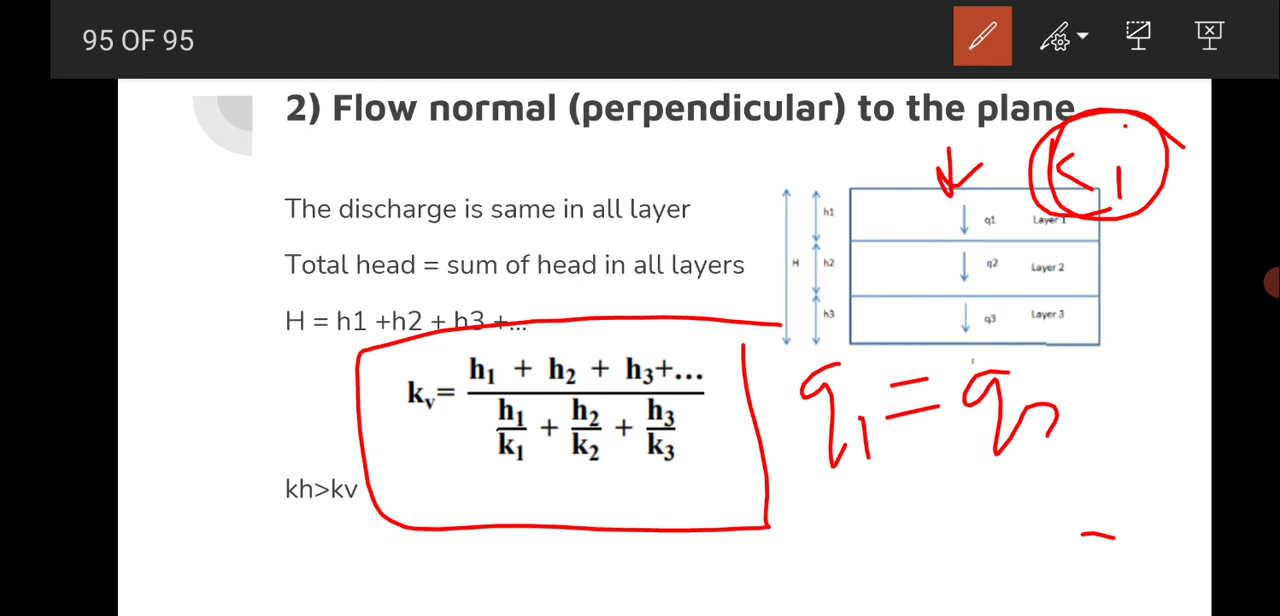 95 OF 95
2) Flow normal (perpendicular) to the plane
K1
The discharge is same in all layer
h1 q1 Layer 1
Total head = sum of head in all layers
H h2 q2 Layer 2
H = h1 +h2 + h3 +...
h3 q3 Layer 3
kv= h1 + h2 + h3+... / h1/k1 + h2/k2 + h3/k3
q1 = q2
kh>kv